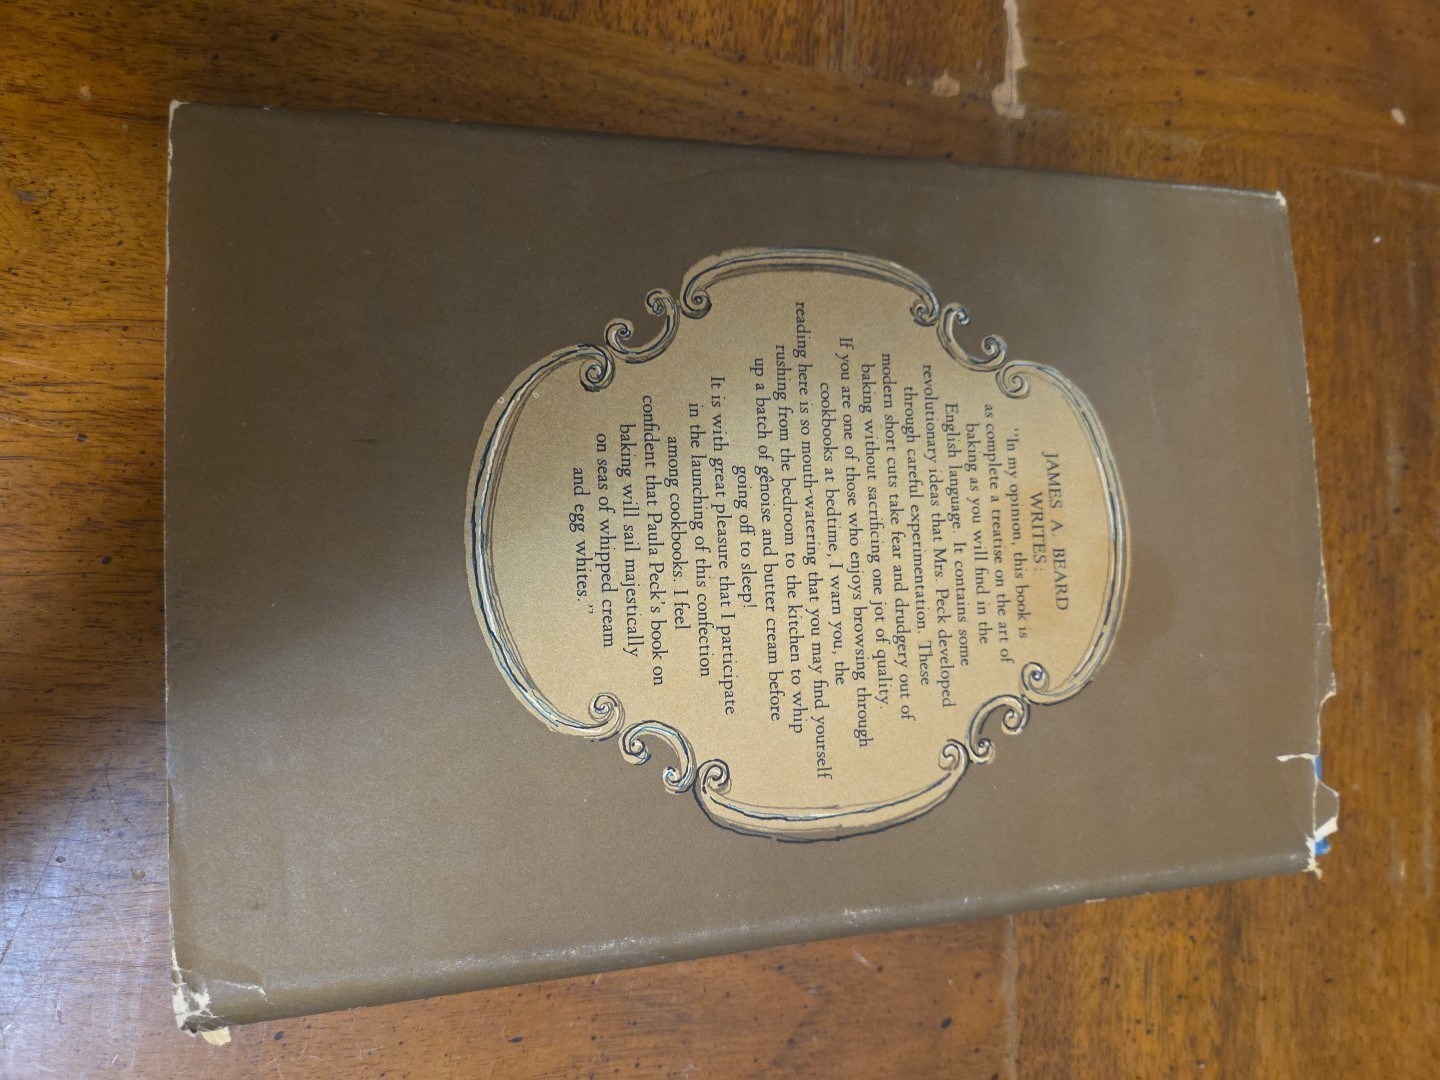 JAMES A. BEARD
WRITES:
"In my opinion, this book is
as complete a treatise on the art of
baking as you will find in the
English language. It contains some
revolutionary ideas that Mrs. Peck developed
through careful experimentation. These
modern short cuts take fear and drudgery out of
baking without sacrificing one jot of quality.
If you are one of those who enjoys browsing through
cookbooks at bedtime, I warn you, the
reading here is so mouth-watering that you may find yourself
rushing from the bedroom to the kitchen to whip
up a batch of gênoise and butter cream before
going off to sleep!
It is with great pleasure that I participate
in the launching of this confection
among cookbooks. I feel
confident that Paula Peck's book on
baking will sail majestically
on seas of whipped cream
and egg whites."